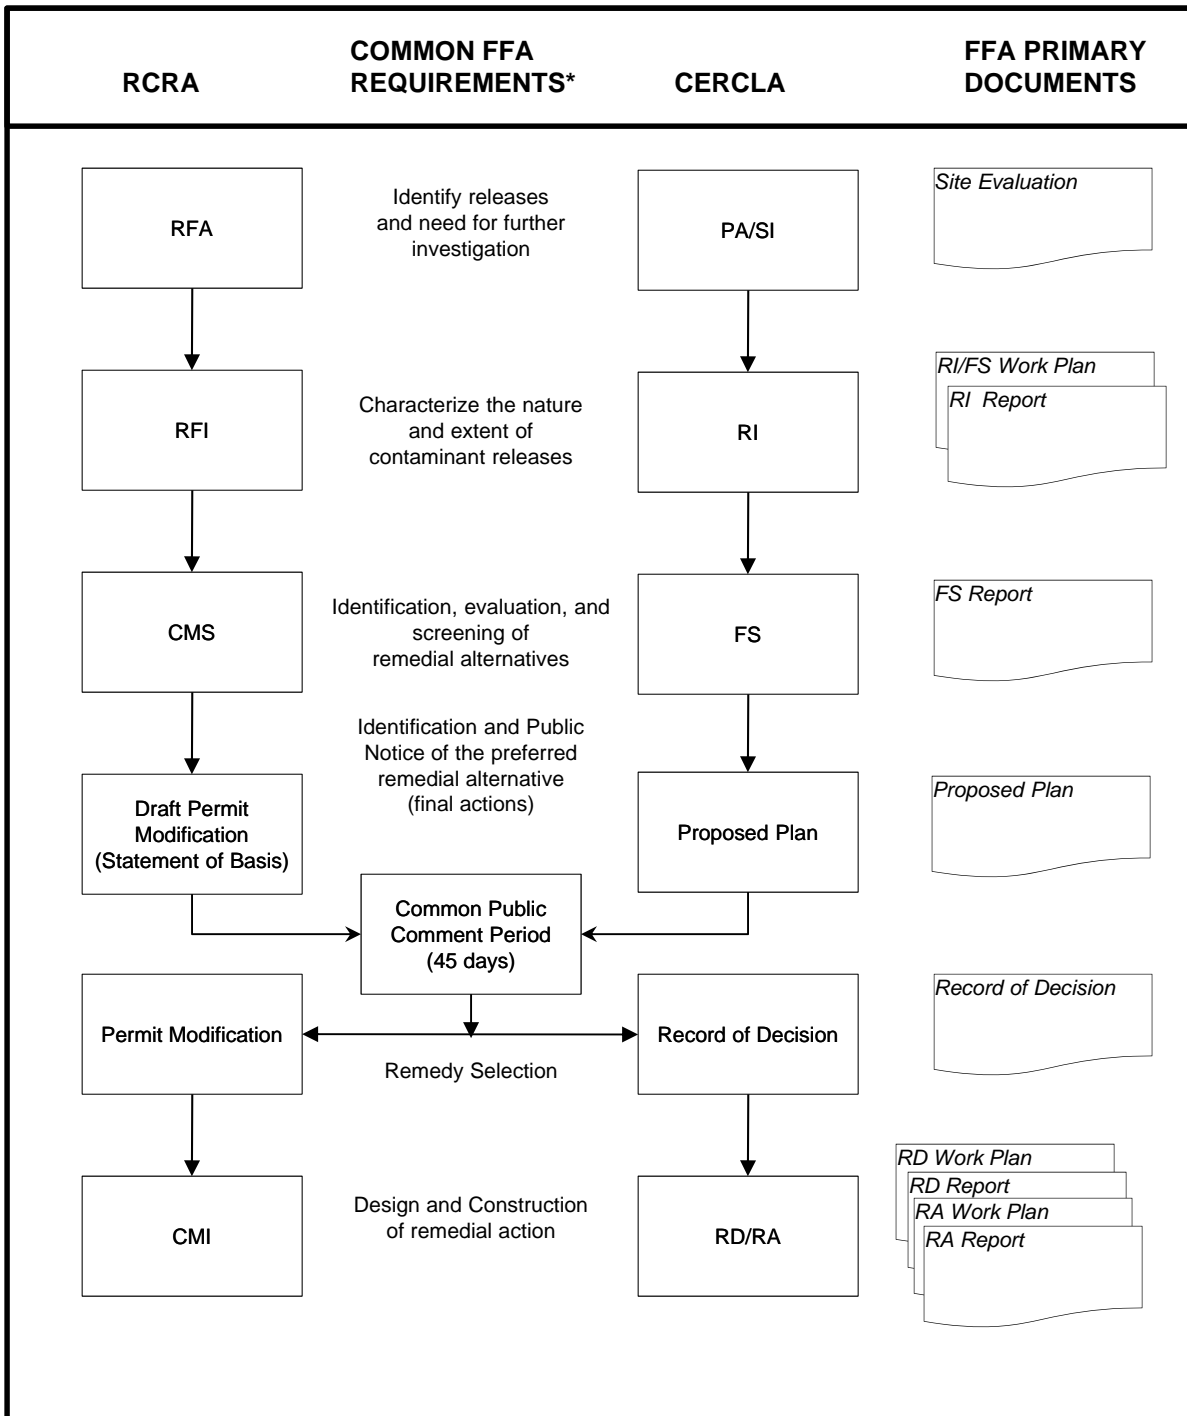 RCRA
COMMON FFA
REQUIREMENTS*
CERCLA
FFA PRIMARY
DOCUMENTS
RFA
Identify releases
and need for further
investigation
PA/SI
Site Evaluation
RFI
Characterize the nature
and extent of
contaminant releases
RI
RI/FS Work Plan
RI Report
CMS
Identification, evaluation, and
screening of
remedial alternatives
FS
FS Report
Identification and Public
Notice of the preferred
remedial alternative
(final actions)
Draft Permit
Modification
(Statement of Basis)
Proposed Plan
Proposed Plan
Common Public
Comment Period
(45 days)
Permit Modification
Remedy Selection
Record of Decision
Record of Decision
CMI
Design and Construction
of remedial action
RD/RA
RD Work Plan
RD Report
RA Work Plan
RA Report